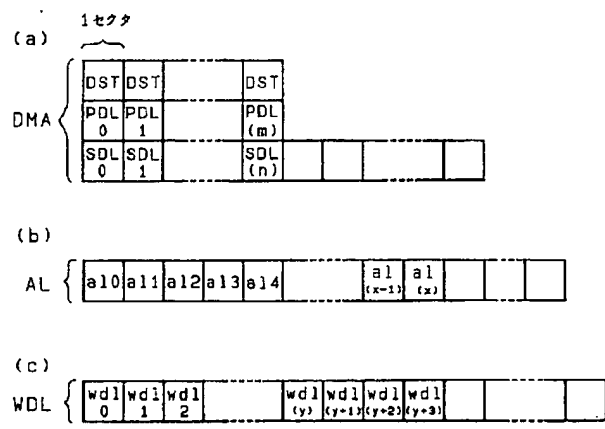 1セクタ
(a)
DST DST DST
DMA
PDL 0 PDL 1 PDL (m)
SDL 0 SDL 1 SDL (n)
(b)
AL al0 al1 al2 al3 al4 al (x-1) al (x)
(c)
WDL wdl 0 wdl 1 wdl 2 wdl (y) wdl (y+1) wdl (y+2) wdl (y+3)